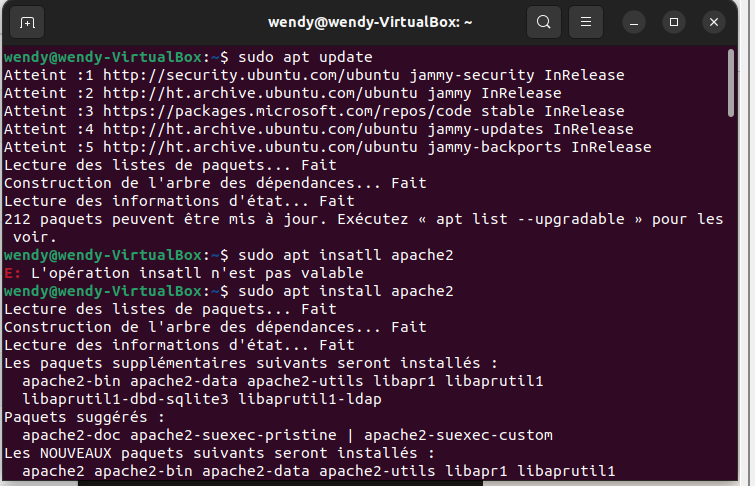 wendy@wendy-VirtualBox: ~
wendy@wendy-VirtualBox:~$ sudo apt update
Atteint :1 http://security.ubuntu.com/ubuntu jammy-security InRelease
Atteint :2 http://ht.archive.ubuntu.com/ubuntu jammy InRelease
Atteint :3 https://packages.microsoft.com/repos/code stable InRelease
Atteint :4 http://ht.archive.ubuntu.com/ubuntu jammy-updates InRelease
Atteint :5 http://ht.archive.ubuntu.com/ubuntu jammy-backports InRelease
Lecture des listes de paquets... Fait
Construction de l'arbre des dépendances... Fait
Lecture des informations d'état... Fait
212 paquets peuvent être mis à jour. Exécutez « apt list --upgradable » pour les
 voir.
wendy@wendy-VirtualBox:~$ sudo apt insatll apache2
E: L'opération insatll n'est pas valable
wendy@wendy-VirtualBox:~$ sudo apt install apache2
Lecture des listes de paquets... Fait
Construction de l'arbre des dépendances... Fait
Lecture des informations d'état... Fait
Les paquets supplémentaires suivants seront installés :
  apache2-bin apache2-data apache2-utils libapr1 libaprutil1
  libaprutil1-dbd-sqlite3 libaprutil1-ldap
Paquets suggérés :
  apache2-doc apache2-suexec-pristine | apache2-suexec-custom
Les NOUVEAUX paquets suivants seront installés :
  apache2 apache2-bin apache2-data apache2-utils libapr1 libaprutil1